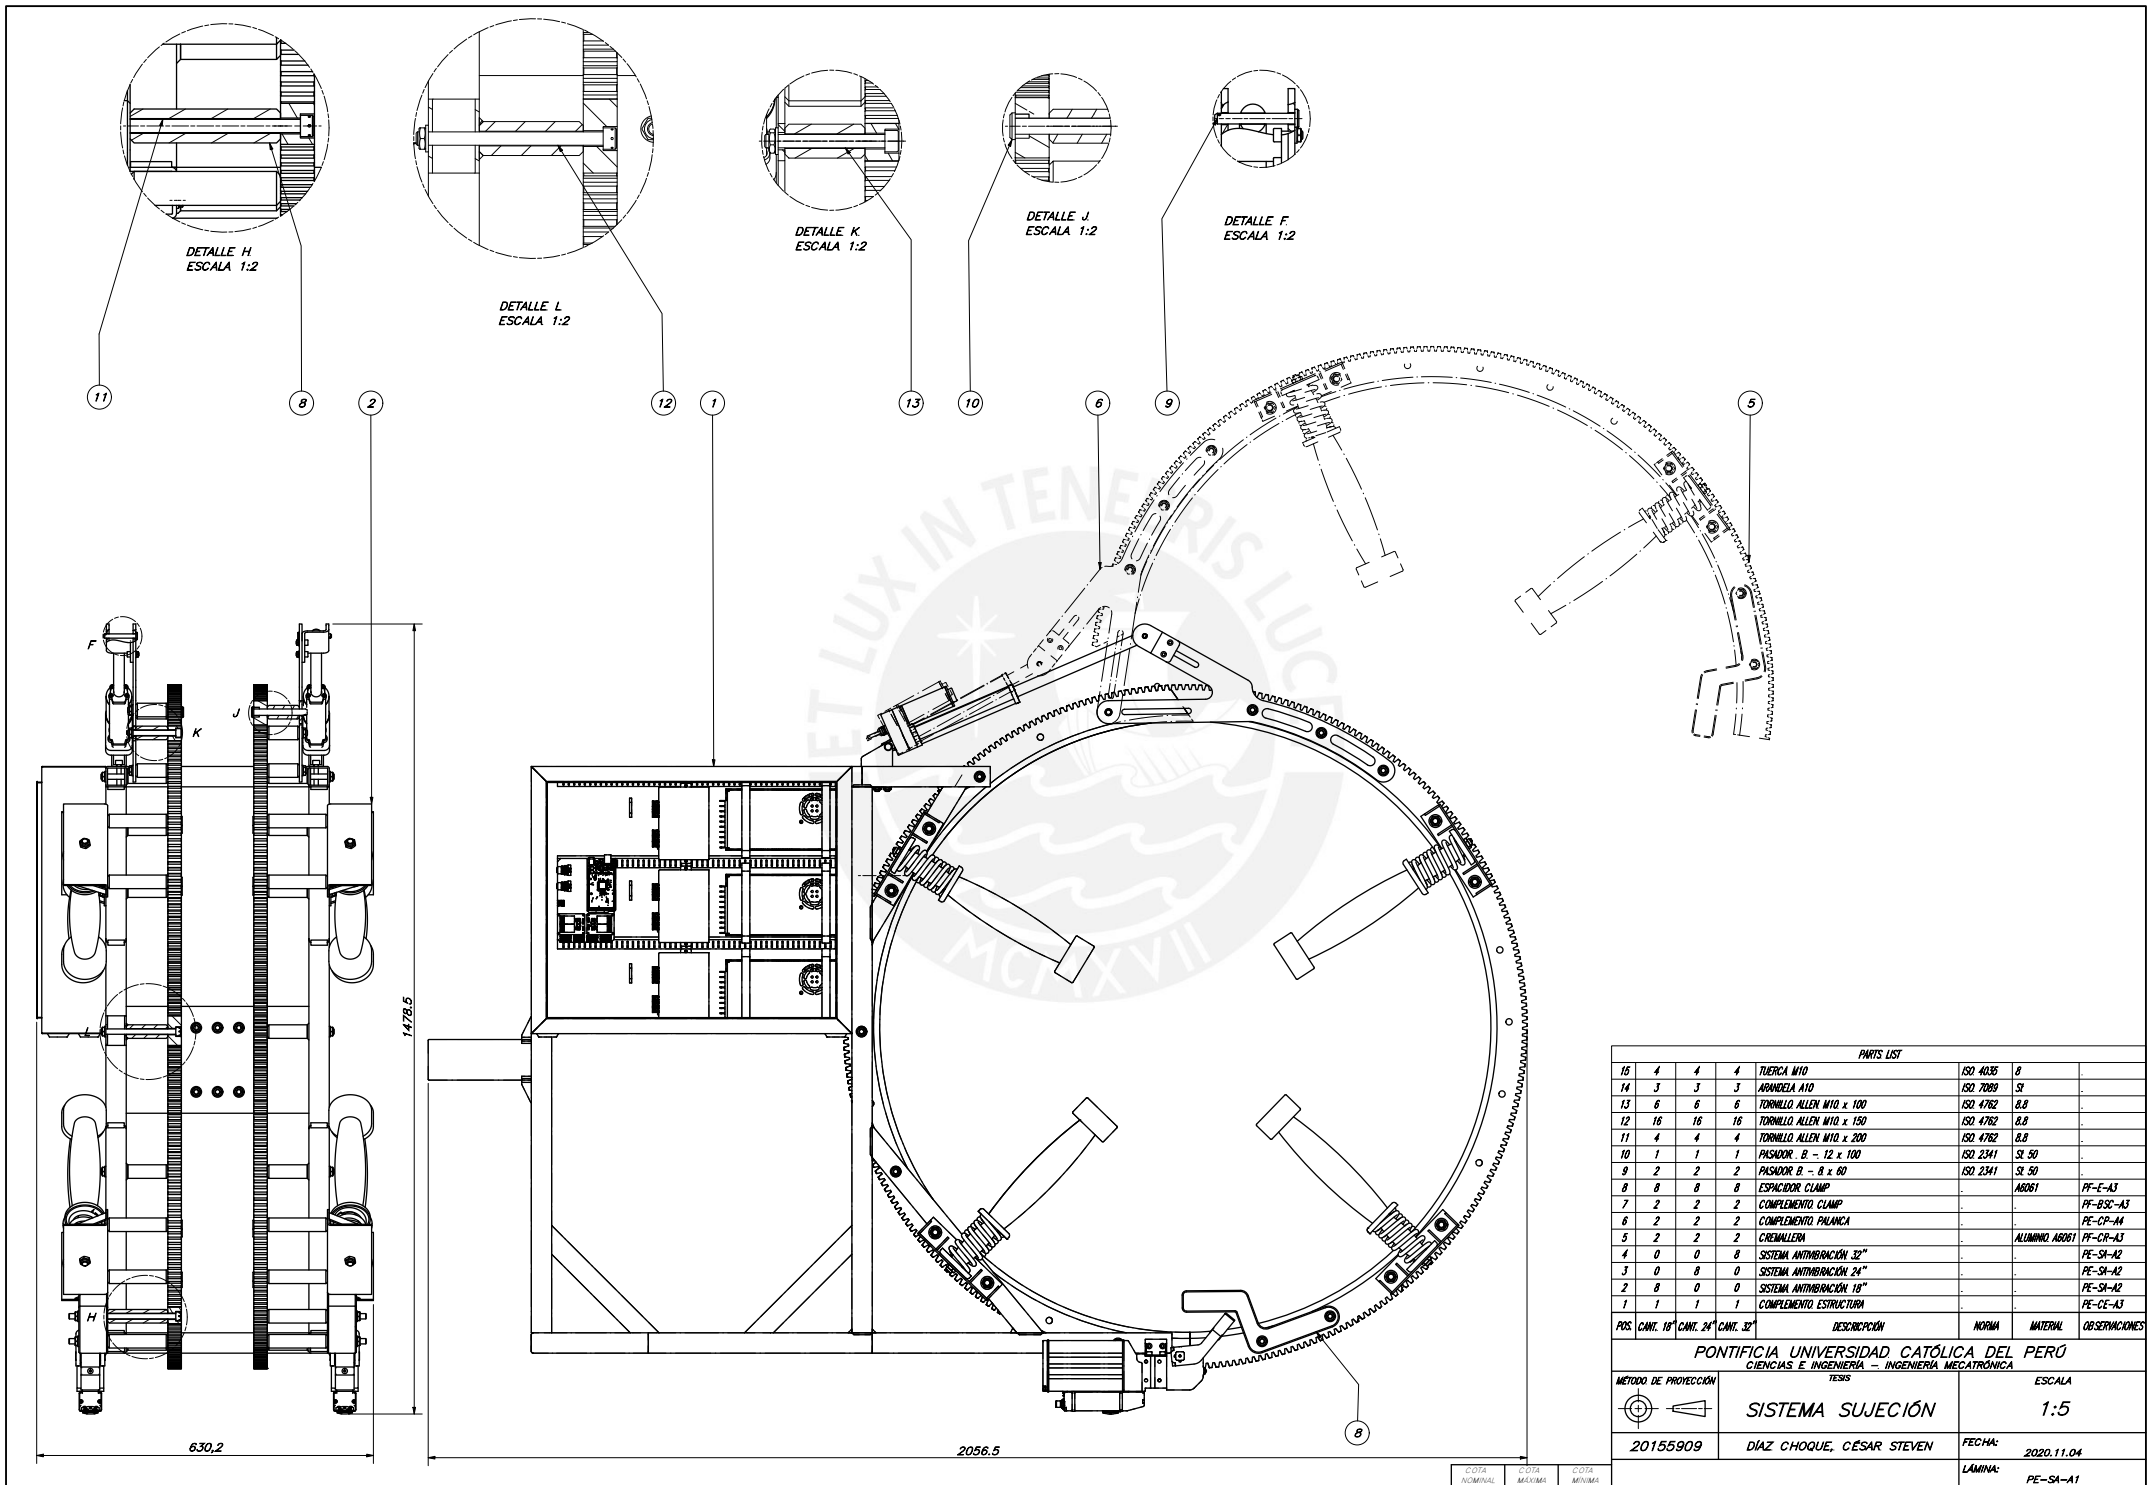 DETALLE H
ESCALA 1:2
DETALLE L
ESCALA 1:2
DETALLE K
ESCALA 1:2
DETALLE J
ESCALA 1:2
DETALLE F
ESCALA 1:2
11
8
2
12
1
13
10
6
9
5
ET LUX IN TENEBRIS LUCET
MCMXVII
F
J
K
L
H
1478.5
630,2
2056.5
8
PARTS LIST
15 4 4 4 TUERCA M10 ISO 4035 8 .
14 3 3 3 ARANDELA A10 ISO 7089 St .
13 6 6 6 TORNILLO ALLEN M10 x 100 ISO 4762 8.8 .
12 16 16 16 TORNILLO ALLEN M10 x 150 ISO 4762 8.8 .
11 4 4 4 TORNILLO ALLEN M10 x 200 ISO 4762 8.8 .
10 1 1 1 PASADOR . B - 12 x 100 ISO 2341 St 50 .
9 2 2 2 PASADOR B - 8 x 60 ISO 2341 St 50 .
8 8 8 8 ESPACIDOR CLAMP . A6061 PF-E-A3
7 2 2 2 COMPLEMENTO CLAMP . . PF-BSC-A3
6 2 2 2 COMPLEMENTO PALANCA . . PE-CP-A4
5 2 2 2 CREMALLERA . ALUMINIO A6061 PF-CR-A3
4 0 0 8 SISTEMA ANTIVIBRACIÓN 32" . . PE-SA-A2
3 0 8 0 SISTEMA ANTIVIBRACIÓN 24" . . PE-SA-A2
2 8 0 0 SISTEMA ANTIVIBRACIÓN 18" . . PE-SA-A2
1 1 1 1 COMPLEMENTO ESTRUCTURA . . PE-CE-A3
POS. CANT. 18" CANT. 24" CANT. 32" DESCRICPCIÓN NORMA MATERIAL OBSERVACIONES
PONTIFICIA UNIVERSIDAD CATÓLICA DEL PERÚ
CIENCIAS E INGENIERÍA - INGENIERÍA MECATRÓNICA
MÉTODO DE PROYECCIÓN TESIS ESCALA
SISTEMA SUJECIÓN 1:5
20155909 DÍAZ CHOQUE, CÉSAR STEVEN FECHA: 2020.11.04
LÁMINA: PE-SA-A1
COTA NOMINAL COTA MÁXIMA COTA MÍNIMA